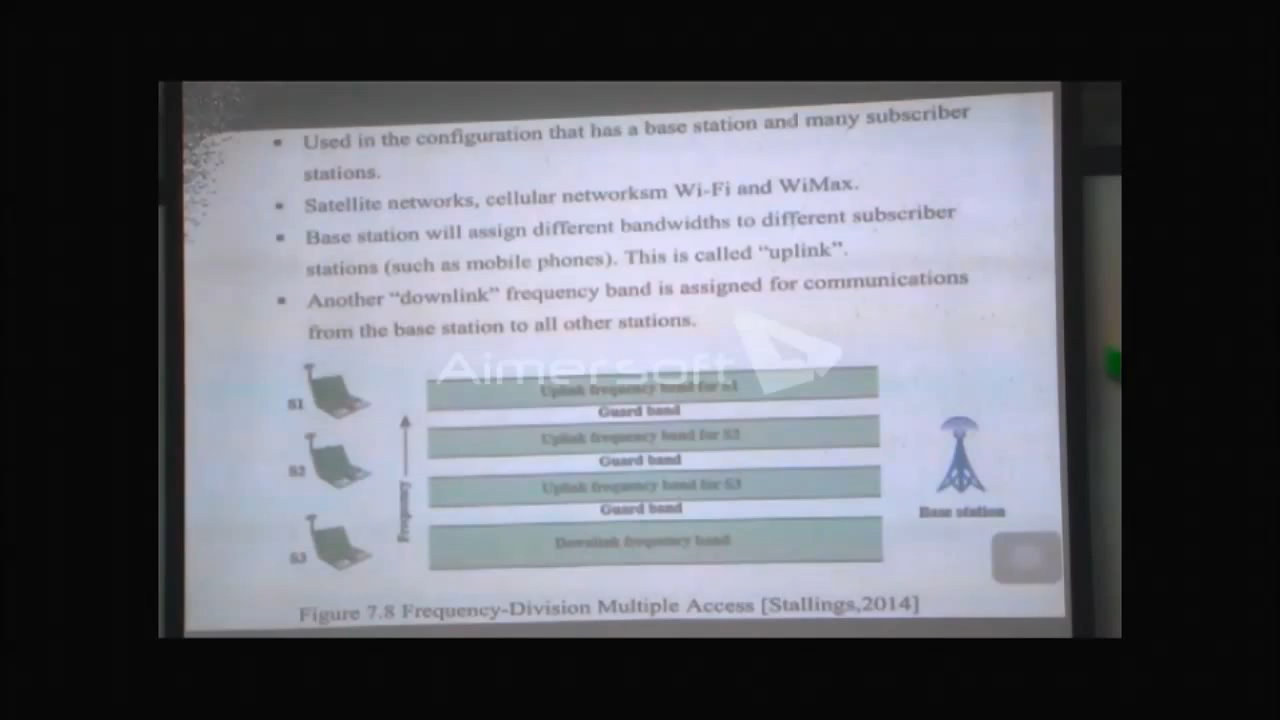 Used in the configuration that has a base station and many subscriber
stations.
Satellite networks, cellular networksm Wi-Fi and WiMax.
Base station will assign different bandwidths to different subscriber
stations (such as mobile phones). This is called “uplink”.
Another “downlink” frequency band is assigned for communications
from the base station to all other stations.
Aimersoft
S1
Uplink frequency band for S1
Guard band
S2
Uplink frequency band for S2
Guard band
Uplink frequency band for S3
Guard band
S3
Downlink frequency band
Frequency
Base station
Figure 7.8 Frequency-Division Multiple Access [Stallings,2014]